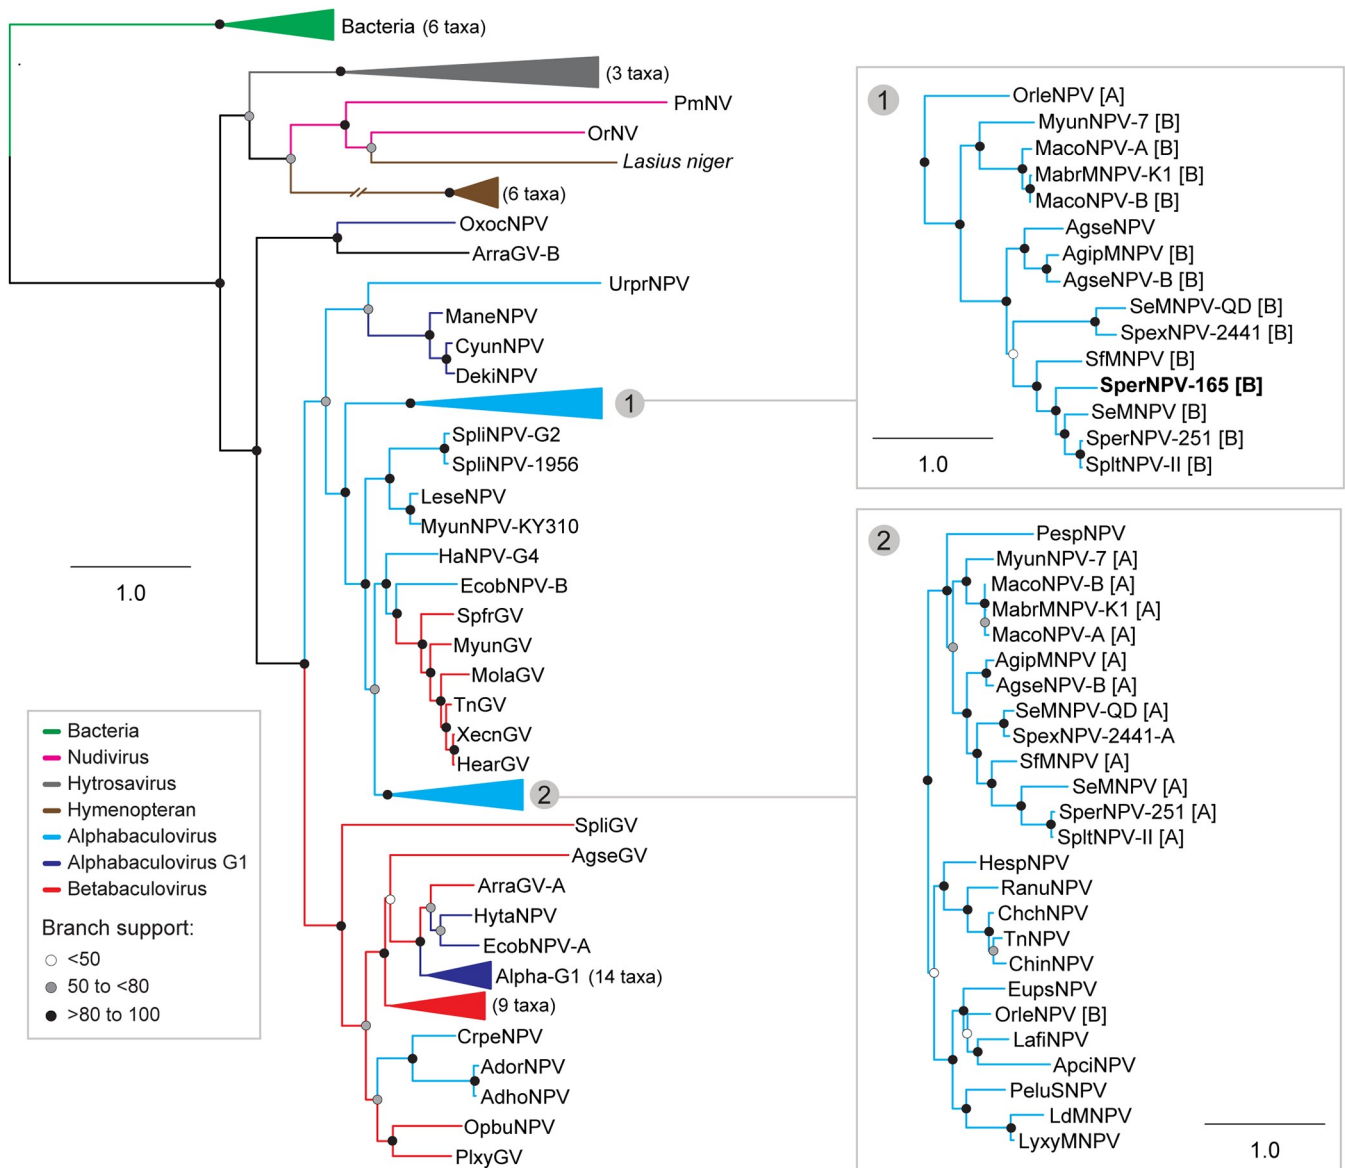 Bacteria (6 taxa)
(3 taxa)
PmNV
OrNV
Lasius niger
(6 taxa)
OxocNPV
ArraGV-B
UrprNPV
ManeNPV
CyunNPV
DekiNPV
1
SpliNPV-G2
SpliNPV-1956
LeseNPV
MyunNPV-KY310
HaNPV-G4
EcobNPV-B
SpfrGV
MyunGV
MolaGV
TnGV
XecnGV
HearGV
2
SpliGV
AgseGV
ArraGV-A
HytaNPV
EcobNPV-A
Alpha-G1 (14 taxa)
(9 taxa)
CrpeNPV
AdorNPV
AdhoNPV
OpbuNPV
PlxyGV
1.0
Bacteria
Nudivirus
Hytrosavirus
Hymenopteran
Alphabaculovirus
Alphabaculovirus G1
Betabaculovirus
Branch support:
<50
50 to <80
>80 to 100
1
OrleNPV [A]
MyunNPV-7 [B]
MacoNPV-A [B]
MabrMNPV-K1 [B]
MacoNPV-B [B]
AgseNPV
AgipMNPV [B]
AgseNPV-B [B]
SeMNPV-QD [B]
SpexNPV-2441 [B]
SfMNPV [B]
SperNPV-165 [B]
SeMNPV [B]
SperNPV-251 [B]
SpltNPV-II [B]
1.0
2
PespNPV
MyunNPV-7 [A]
MacoNPV-B [A]
MabrMNPV-K1 [A]
MacoNPV-A [A]
AgipMNPV [A]
AgseNPV-B [A]
SeMNPV-QD [A]
SpexNPV-2441-A
SfMNPV [A]
SeMNPV [A]
SperNPV-251 [A]
SpltNPV-II [A]
HespNPV
RanuNPV
ChchNPV
TnNPV
ChinNPV
EupsNPV
OrleNPV [B]
LafiNPV
ApciNPV
PeluSNPV
LdMNPV
LyxyMNPV
1.0